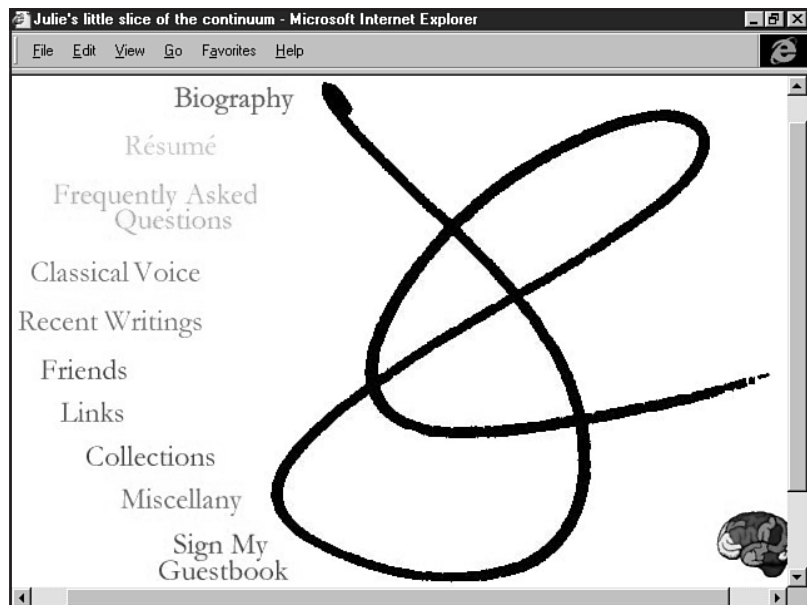 Julie's little slice of the continuum - Microsoft Internet Explorer
File Edit View Go Favorites Help
Biography
Résumé
Frequently Asked
Questions
Classical Voice
Recent Writings
Friends
Links
Collections
Miscellany
Sign My
Guestbook